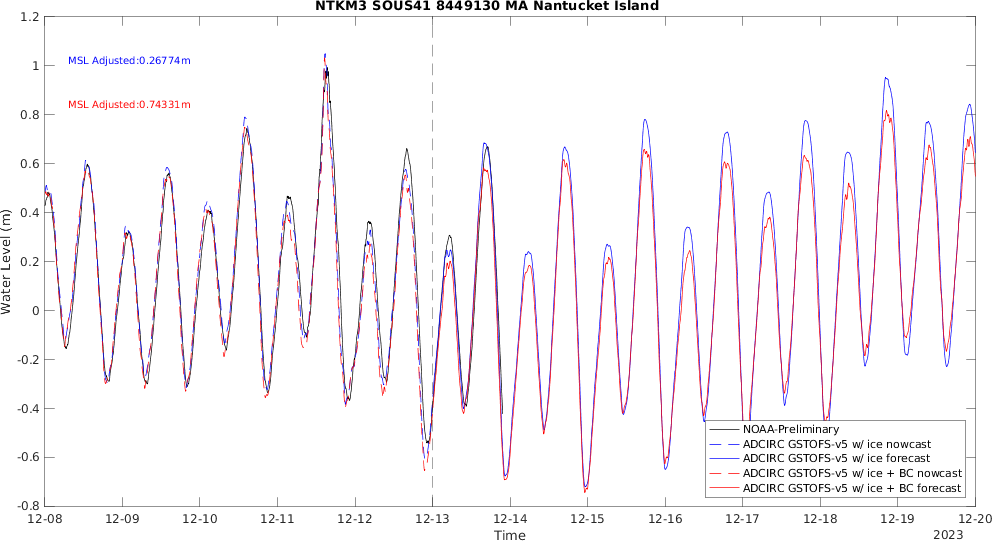 NTKM3 SOUS41 8449130 MA Nantucket Island
MSL Adjusted:0.26774m
MSL Adjusted:0.74331m
Water Level (m)
1.2
1
0.8
0.6
0.4
0.2
0
-0.2
-0.4
-0.6
-0.8
NOAA-Preliminary
ADCIRC GSTOFS-v5 w/ ice nowcast
ADCIRC GSTOFS-v5 w/ ice forecast
ADCIRC GSTOFS-v5 w/ ice + BC nowcast
ADCIRC GSTOFS-v5 w/ ice + BC forecast
12-08 12-09 12-10 12-11 12-12 12-13 12-14 12-15 12-16 12-17 12-18 12-19 12-20
Time
2023